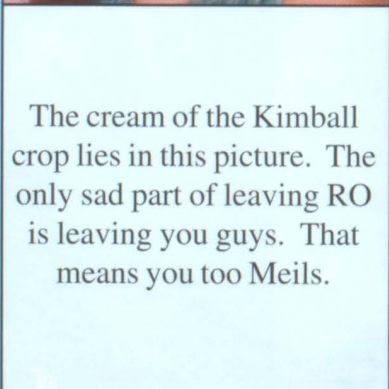 The cream of the Kimball
crop lies in this picture.  The
only sad part of leaving RO
is leaving you guys.  That
means you too Meils.